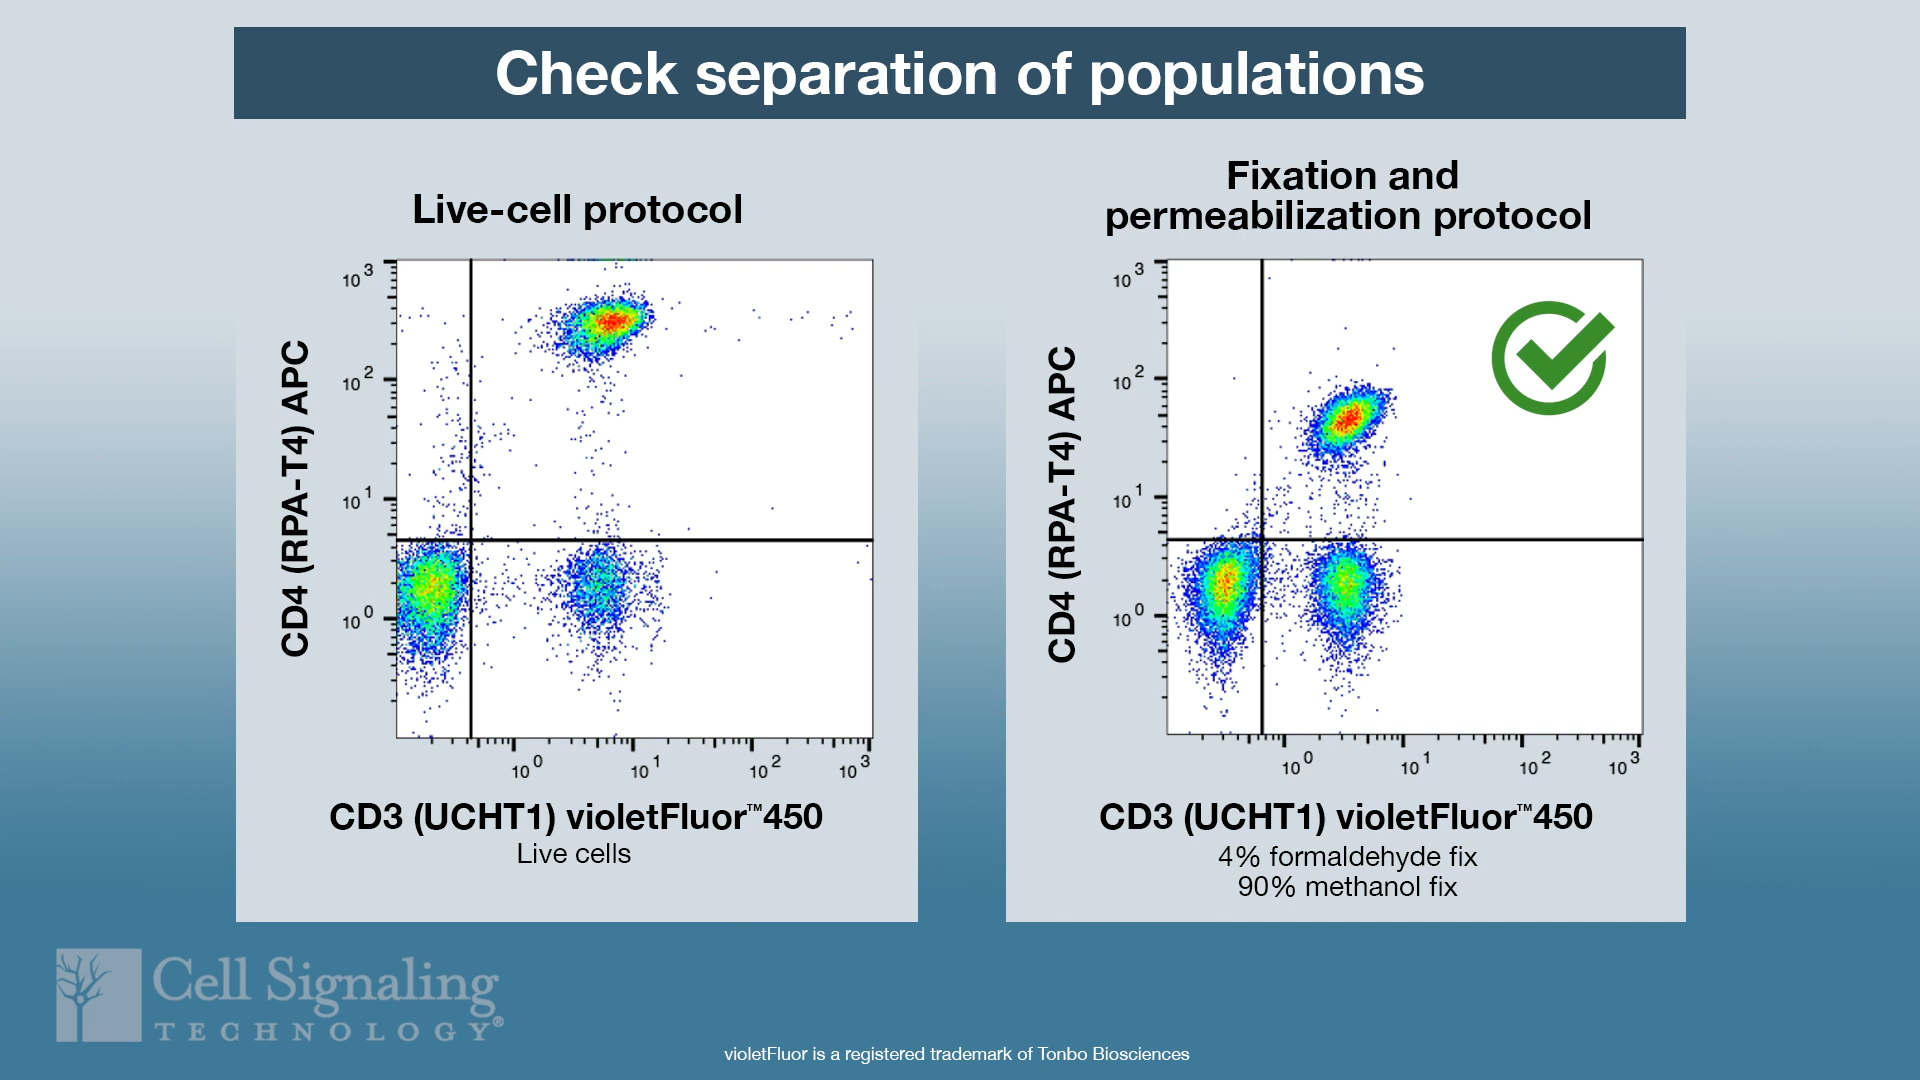 Check separation of populations
Live-cell protocol
10³
10²
10¹
10⁰
CD4 (RPA-T4) APC
10⁰ 10¹ 10² 10³
CD3 (UCHT1) violetFluor™450
Live cells
Fixation and
permeabilization protocol
10³
10²
10¹
10⁰
CD4 (RPA-T4) APC
10⁰ 10¹ 10² 10³
CD3 (UCHT1) violetFluor™450
4% formaldehyde fix
90% methanol fix
Cell Signaling
TECHNOLOGY®
violetFluor is a registered trademark of Tonbo Biosciences